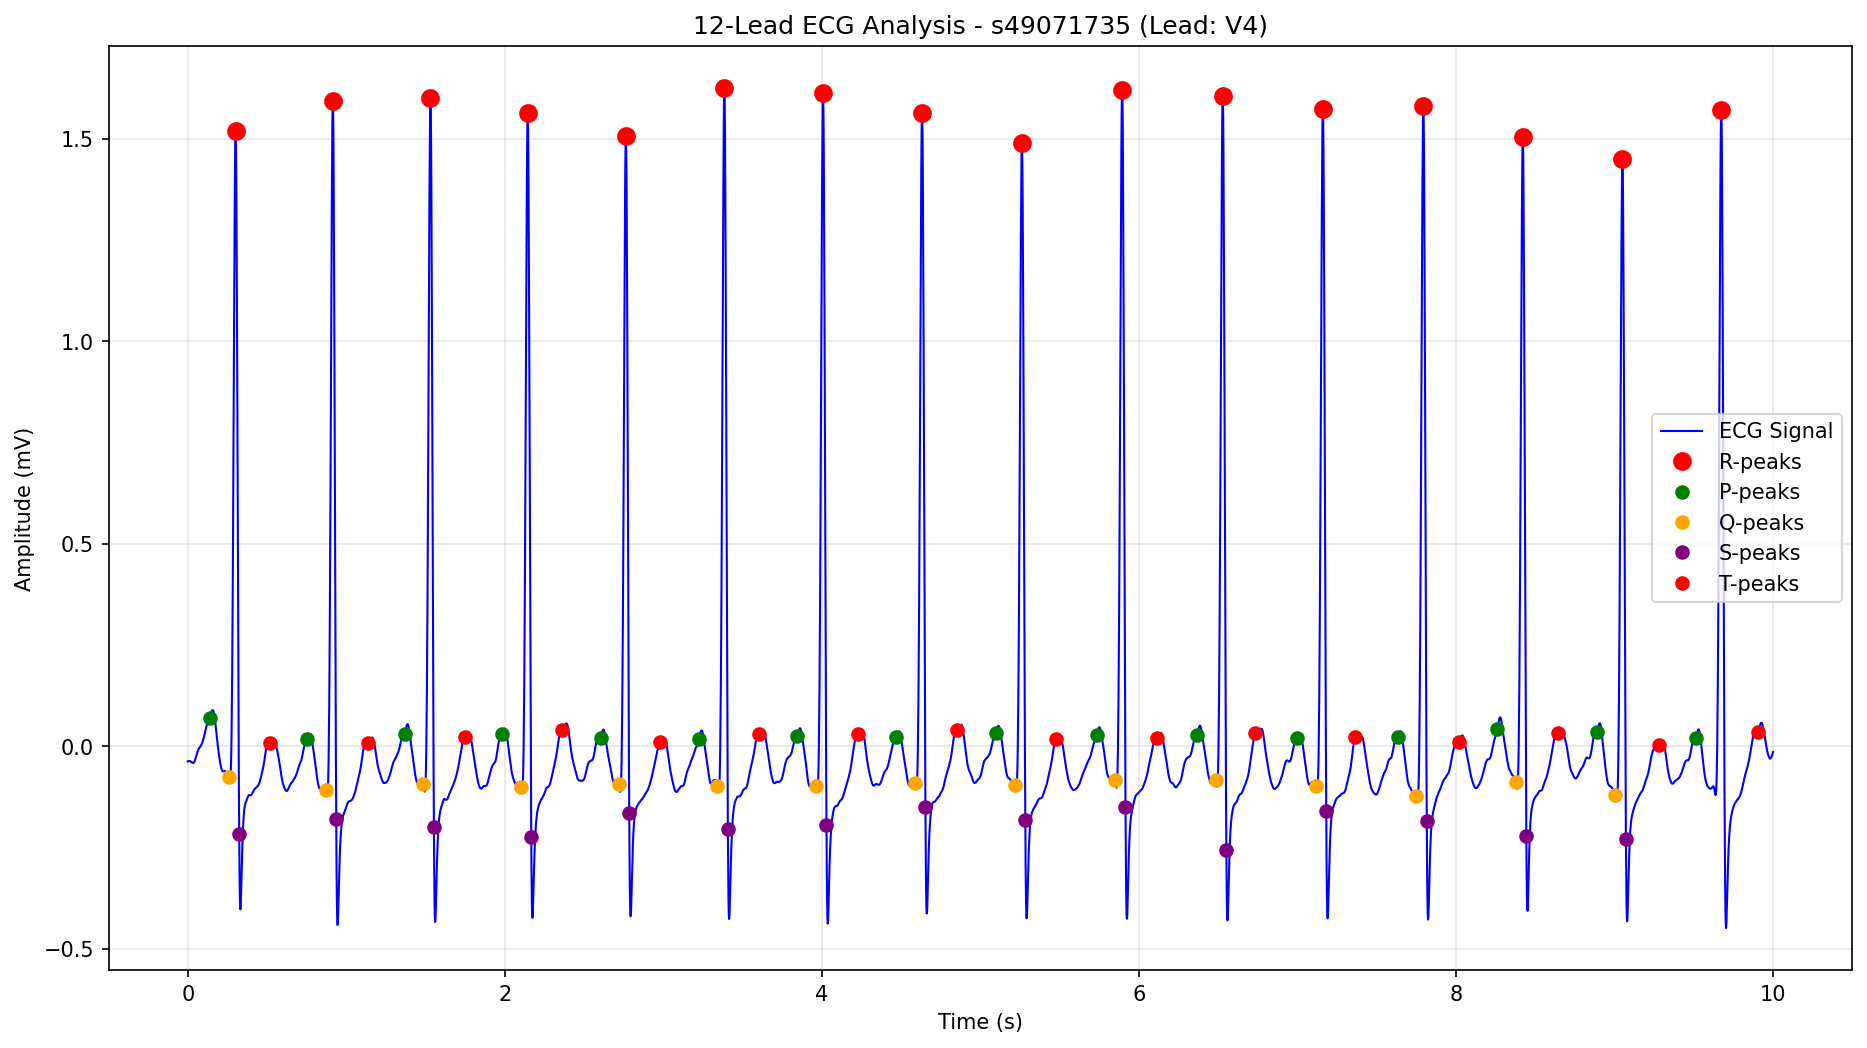 12-Lead ECG Analysis - s49071735 (Lead: V4)
Amplitude (mV)
1.5
1.0
0.5
0.0
−0.5
ECG Signal
R-peaks
P-peaks
Q-peaks
S-peaks
T-peaks
0
2
4
6
8
10
Time (s)